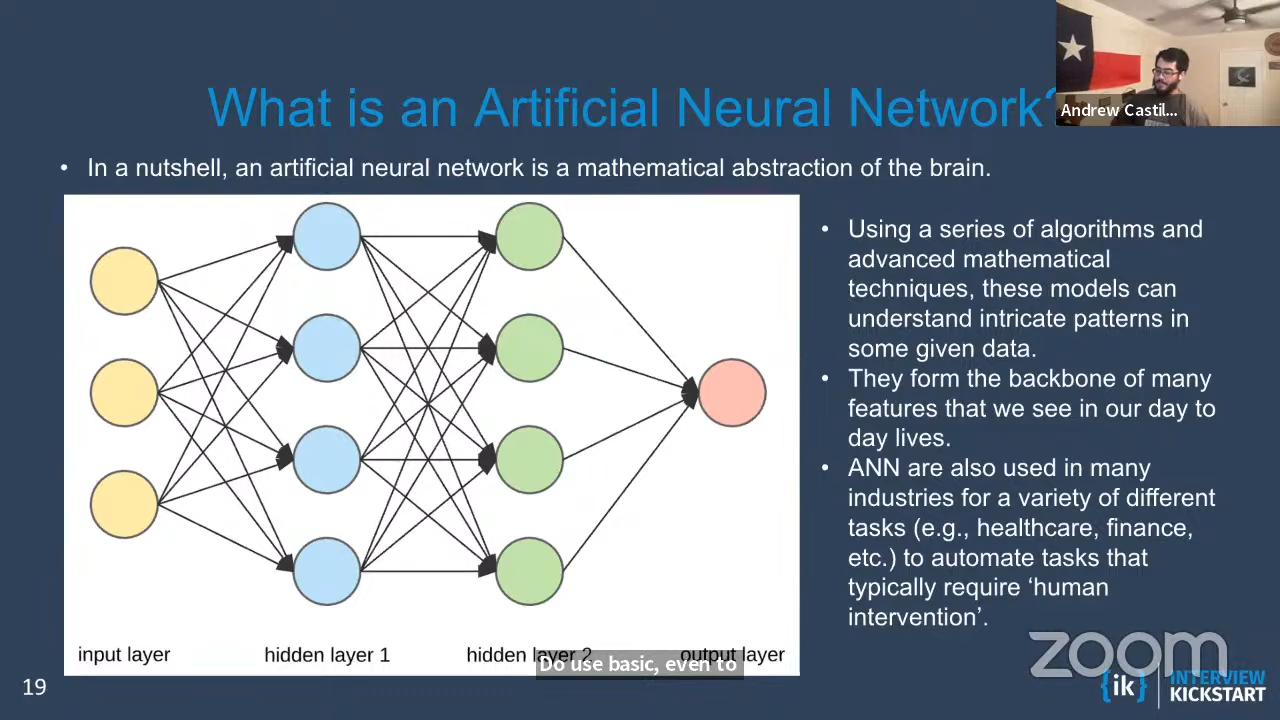 What is an Artificial Neural Network?
Andrew Castil...
• In a nutshell, an artificial neural network is a mathematical abstraction of the brain.
• Using a series of algorithms and
advanced mathematical
techniques, these models can
understand intricate patterns in
some given data.
• They form the backbone of many
features that we see in our day to
day lives.
• ANN are also used in many
industries for a variety of different
tasks (e.g., healthcare, finance,
etc.) to automate tasks that
typically require ‘human
intervention’.
input layer
hidden layer 1
hidden layer 2
output layer
Do use basic, even to
zoom
19
{ik}
INTERVIEW
KICKSTART